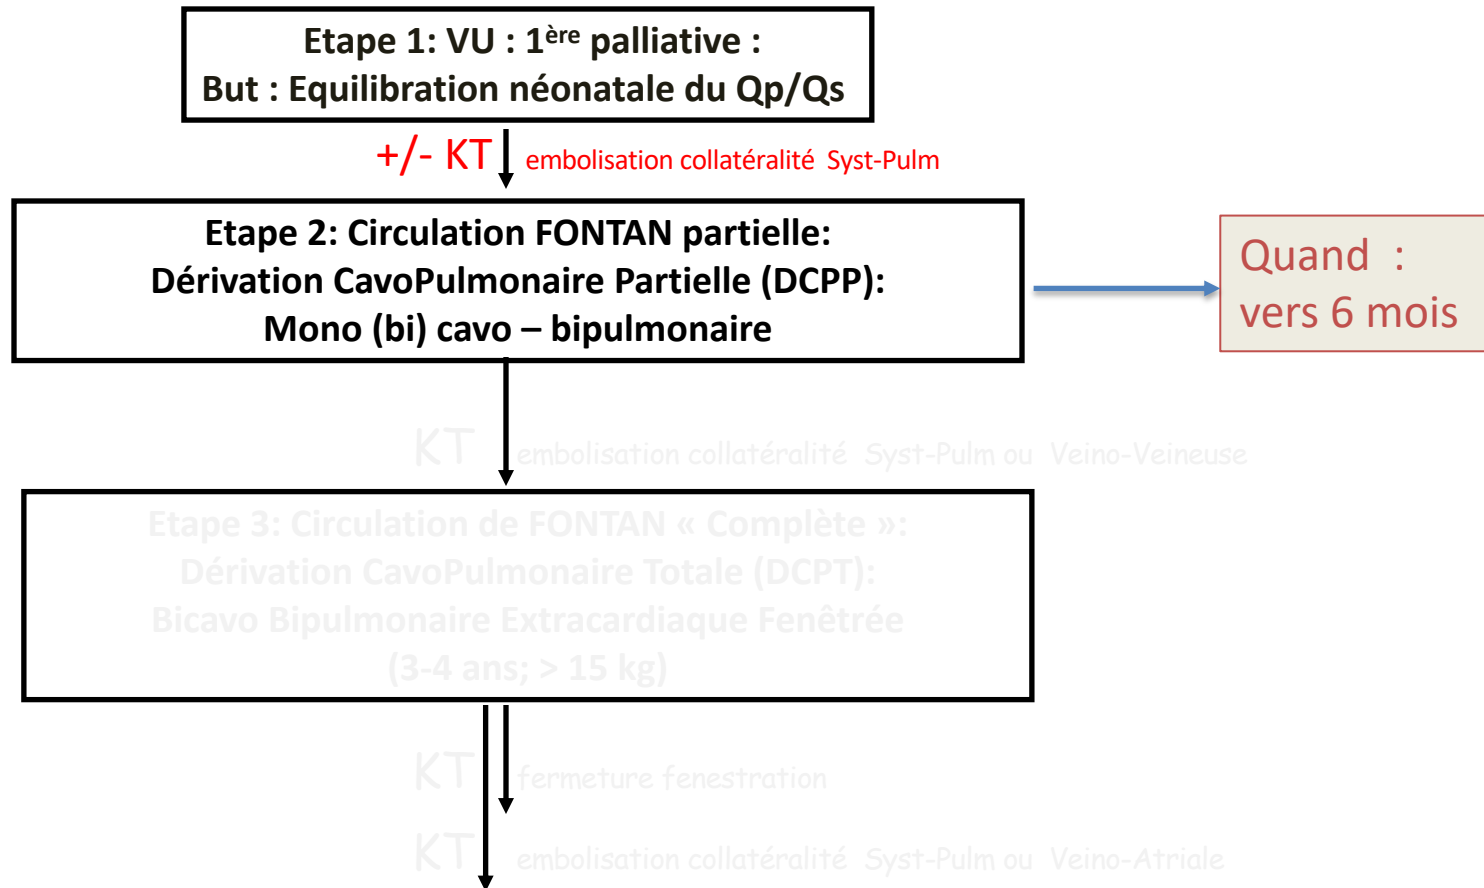 Etape 1: VU : 1ère palliative :
But : Equilibration néonatale du Qp/Qs
+/- KT embolisation collatéralité Syst-Pulm
Etape 2: Circulation FONTAN partielle:
Dérivation CavoPulmonaire Partielle (DCPP):
Mono (bi) cavo – bipulmonaire
Quand :
vers 6 mois
KT embolisation collatéralité Syst-Pulm ou Veino-Veineuse
Etape 3: Circulation de FONTAN « Complète »:
Dérivation CavoPulmonaire Totale (DCPT):
Bicavo Bipulmonaire Extracardiaque Fenêtrée
(3-4 ans; > 15 kg)
KT fermeture fenestration
KT embolisation collatéralité Syst-Pulm ou Veino-Atriale